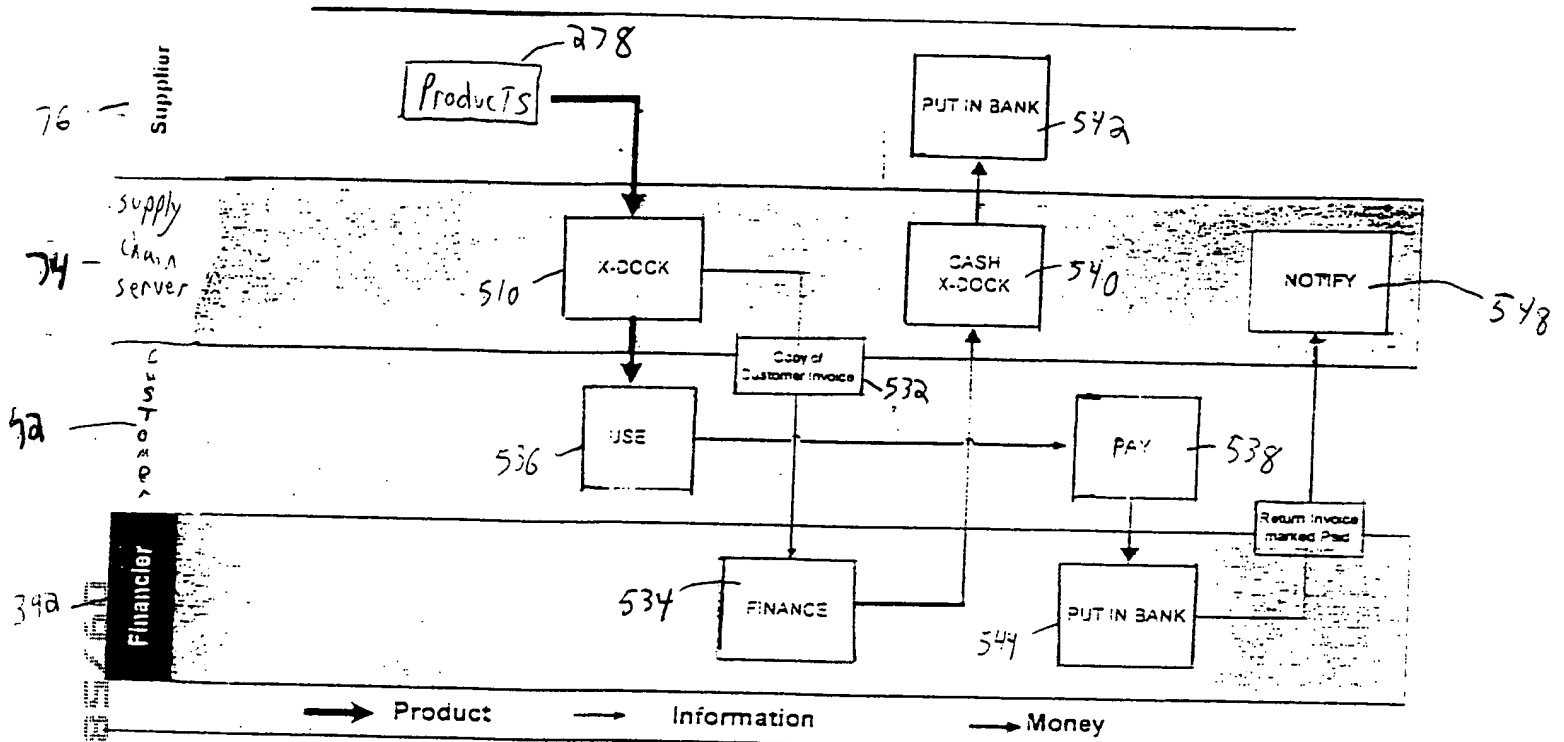 278
Supplier
76
Products
PUT IN BANK
542
supply
chain
server
74
X-DOCK
510
CASH
X-DOCK
540
NOTIFY
548
Copy of
Customer Invoice
532
CUSTOMER
USE
536
PAY
538
Return Invoice
marked Paid
Financier
392
534
FINANCE
PUT IN BANK
544
Product
Information
Money